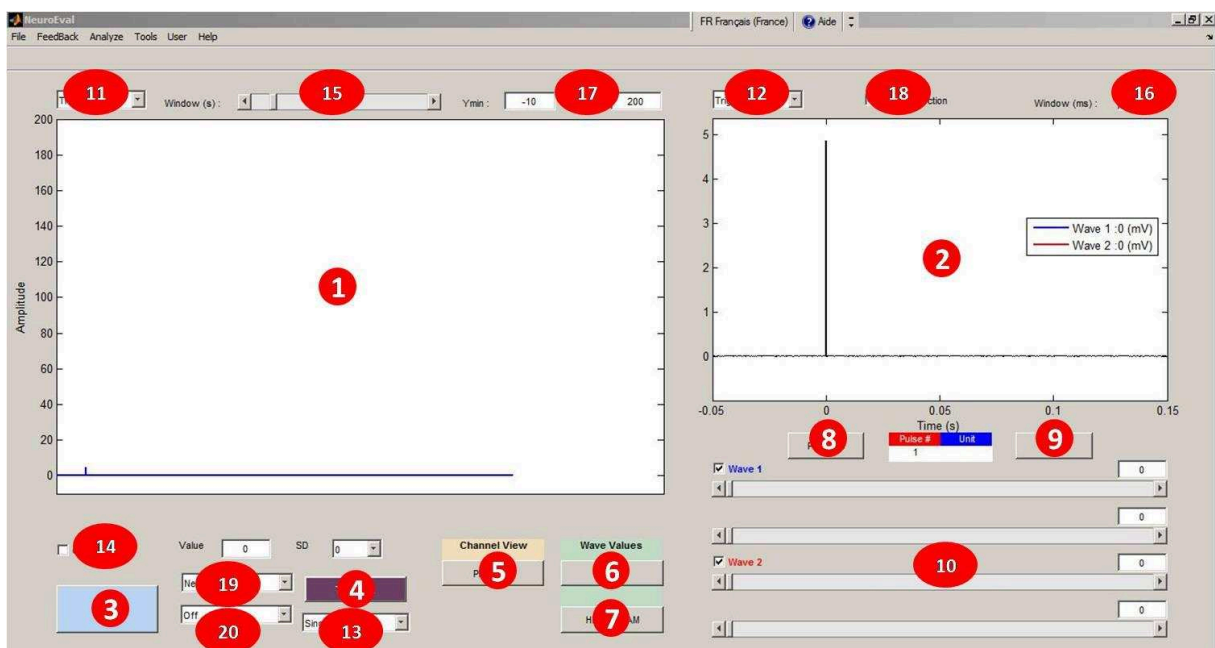 NeuroEval
FR Français (France) Aide
File FeedBack Analyze Tools User Help
11 Window (s) : 15 Ymin : -10 17 200
12 18 Window (ms) : 16
200
180
160
140
120
100
80
60
40
20
0
Amplitude
1
5
4
3
2
1
0
Wave 1 :0 (mV)
Wave 2 :0 (mV)
2
-0.05 0 0.05 0.1 0.15
Time (s)
8 Pulse # Unit 9
1
Wave 1 0
0
Wave 2 10 0
0
14 Value 0 SD 0
Channel View Wave Values
3 19 4 5 6
Off 20 13 7